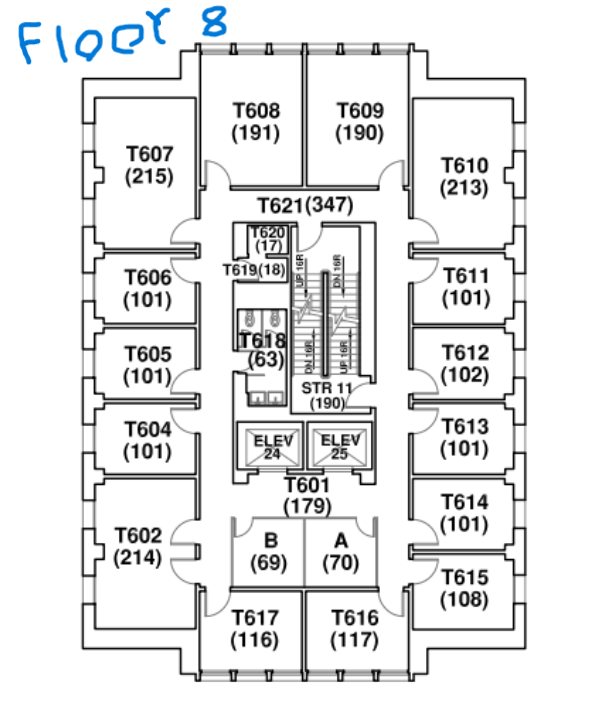 Floor 8
T608
(191)
T609
(190)
T607
(215)
T610
(213)
T621(347)
T620
(17)
T619(18)
UP 16R
DN 16R
T606
(101)
T611
(101)
T618
(63)
DN 16R
UP 16R
T605
(101)
T612
(102)
STR 11
(190)
T604
(101)
T613
(101)
ELEV
24
ELEV
25
T601
(179)
T614
(101)
T602
(214)
B
(69)
A
(70)
T615
(108)
T617
(116)
T616
(117)